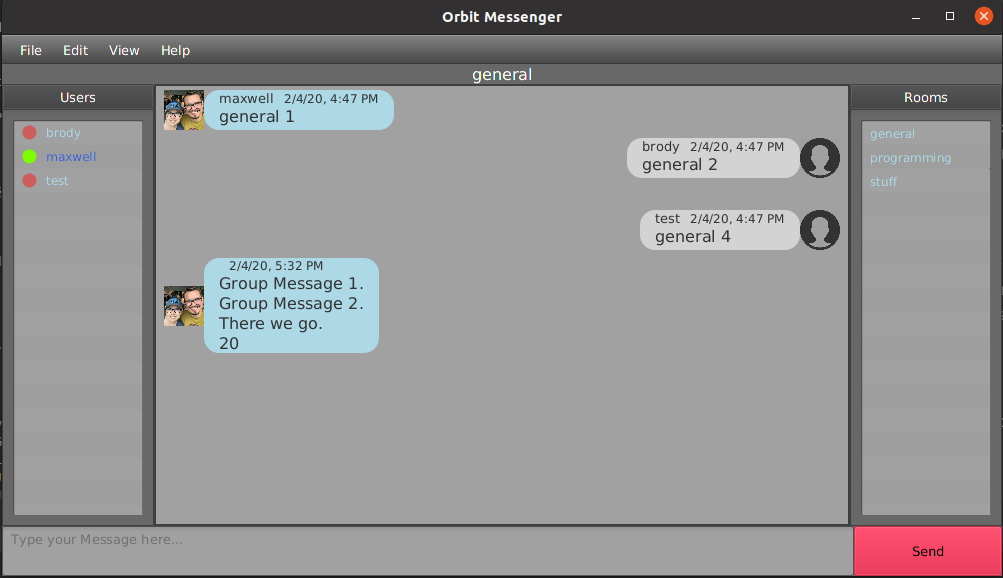 Orbit Messenger
File Edit View Help
general
Users
brody
maxwell
test
maxwell 2/4/20, 4:47 PM
general 1
brody 2/4/20, 4:47 PM
general 2
test 2/4/20, 4:47 PM
general 4
2/4/20, 5:32 PM
Group Message 1.
Group Message 2.
There we go.
20
Rooms
general
programming
stuff
Type your Message here...
Send